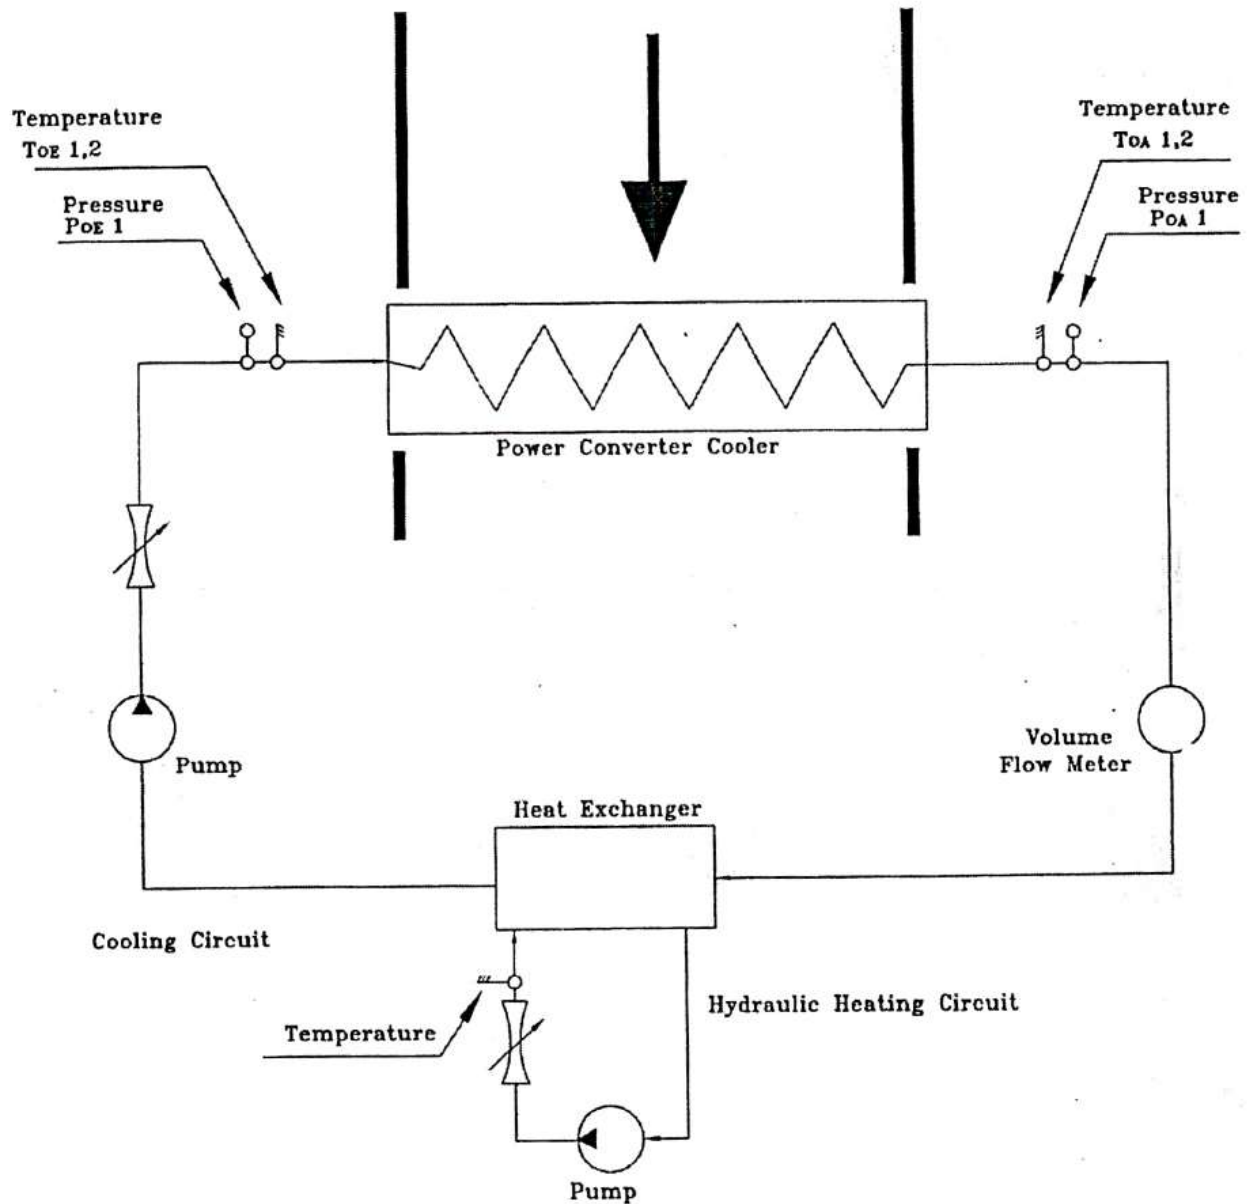 Temperature
TOE 1,2
Pressure
POE 1
Temperature
TOA 1,2
Pressure
POA 1
Power Converter Cooler
Pump
Volume
Flow Meter
Heat Exchanger
Cooling Circuit
Hydraulic Heating Circuit
Temperature
Pump